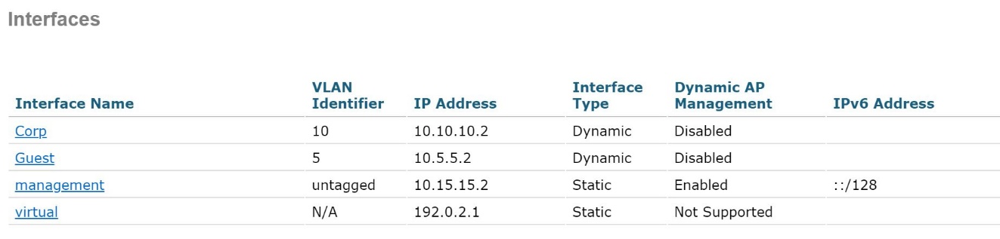 Interfaces
Interface Name VLAN Identifier IP Address Interface Type Dynamic AP Management IPv6 Address
Corp 10 10.10.10.2 Dynamic Disabled
Guest 5 10.5.5.2 Dynamic Disabled
management untagged 10.15.15.2 Static Enabled ::/128
virtual N/A 192.0.2.1 Static Not Supported